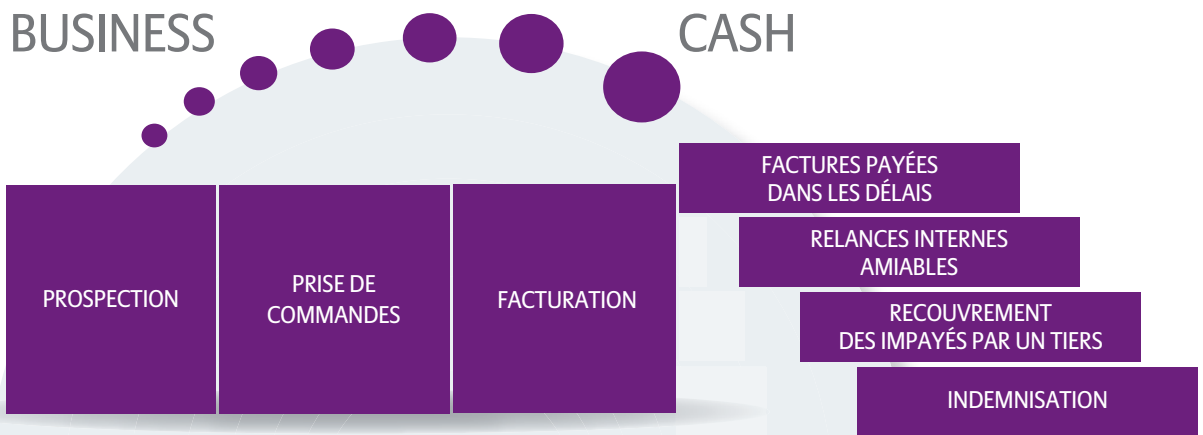 BUSINESS
CASH
PROSPECTION
PRISE DE
COMMANDES
FACTURATION
FACTURES PAYÉES
DANS LES DÉLAIS
RELANCES INTERNES
AMIABLES
RECOUVREMENT
DES IMPAYÉS PAR UN TIERS
INDEMNISATION